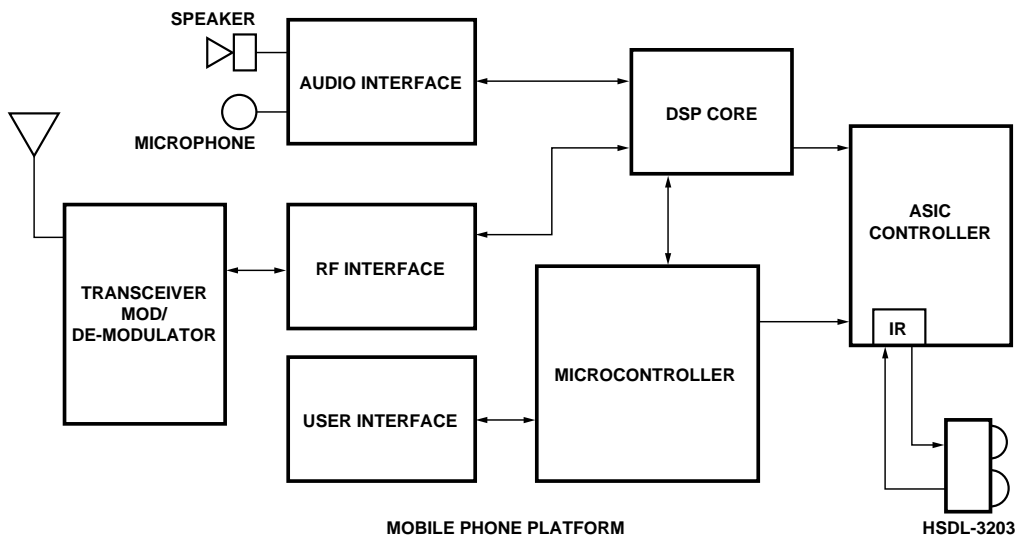 SPEAKER
AUDIO INTERFACE
MICROPHONE
DSP CORE
ASIC
CONTROLLER
RF INTERFACE
TRANSCEIVER
MOD/
DE-MODULATOR
IR
MICROCONTROLLER
USER INTERFACE
MOBILE PHONE PLATFORM
HSDL-3203